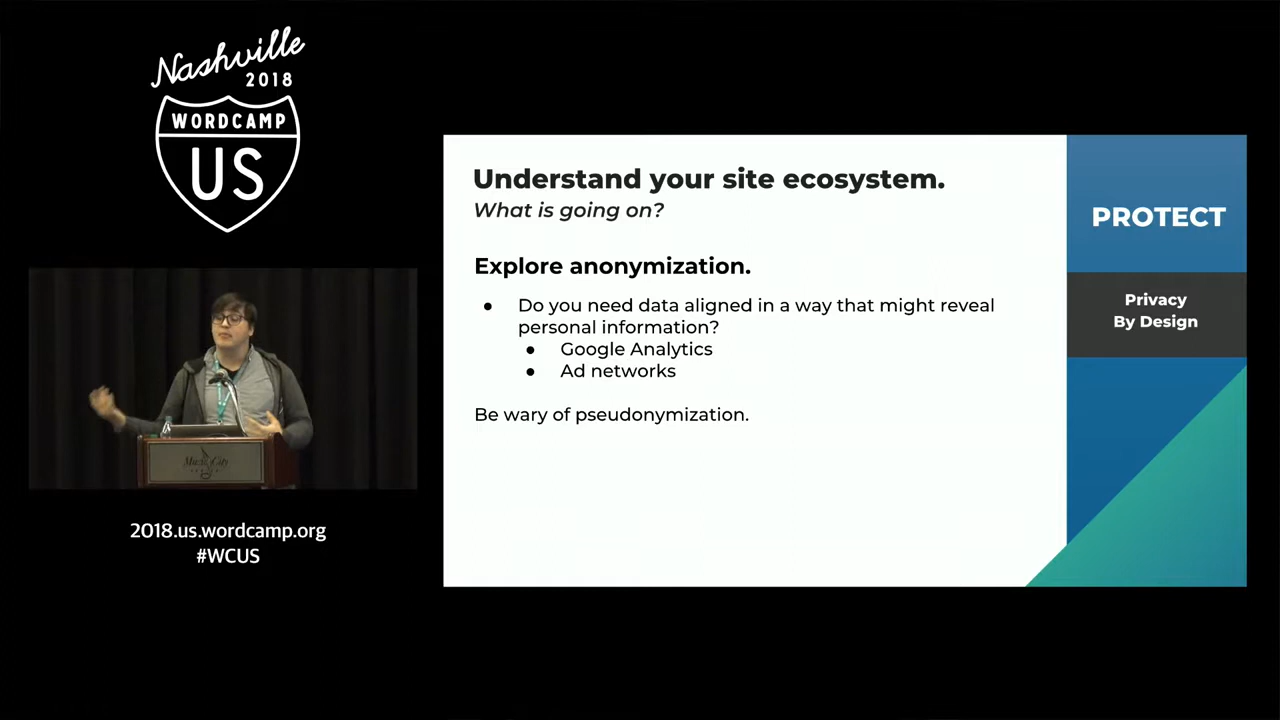 Nashville
2018
WORDCAMP
US
2018.us.wordcamp.org
#WCUS
Understand your site ecosystem.
What is going on?
Explore anonymization.
● Do you need data aligned in a way that might reveal
personal information?
● Google Analytics
● Ad networks
Be wary of pseudonymization.
PROTECT
Privacy
By Design
Music City